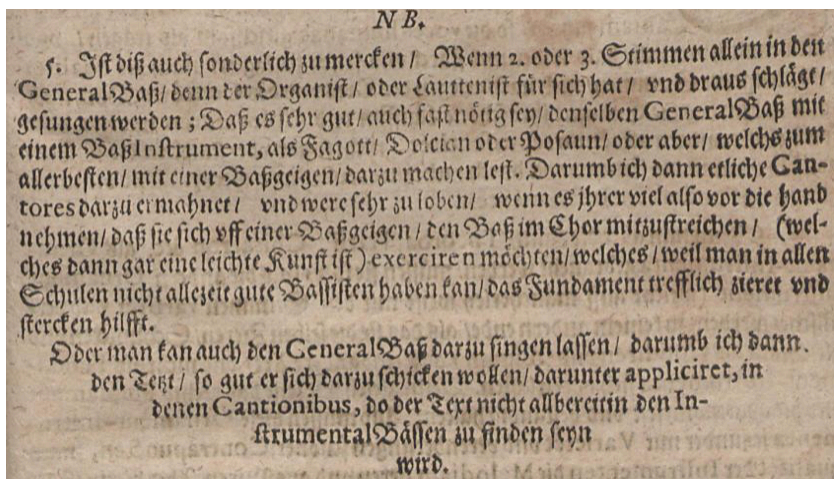 NB.
5. Ist diß auch sonderlich zu mercken / Wenn 2. oder 3. Stimmen allein in den
General Baß / denn der Organist / oder Lauttenist für sich hat / vnd draus schlägt /
gesungen werden ; Daß es sehr gut / auch fast nötig sey / denselben General Baß mit
einem Baß Instrument, als Fagott / Dolcian oder Posaun / oder aber / welchs zum
allerbesten / mit einer Baßgeigen / darzu machen lest. Darumb ich dann etliche Can-
tores darzu ermahnet / vnd were sehr zu loben / wenn es jhrer viel also vor die hand
nehmen / daß sie sich vff einer Baßgeigen / den Baß im Chor mitzustreichen / (wel-
ches dann gar eine leichte Kunst ist) exerciren möchten / welches / weil man in allen
Schulen nicht allezeit gute Bassisten haben kan / das Fundament trefflich zieret vnd
stercken hilfft.
Oder man kan auch den General Baß darzu singen lassen / darumb ich dann.
den Text / so gut er sich darzu schicken wollen / darunter appliciret, in
denen Cantionibus, do der Text nicht allbereit in den In-
strumental Bässen zu finden seyn
wird.